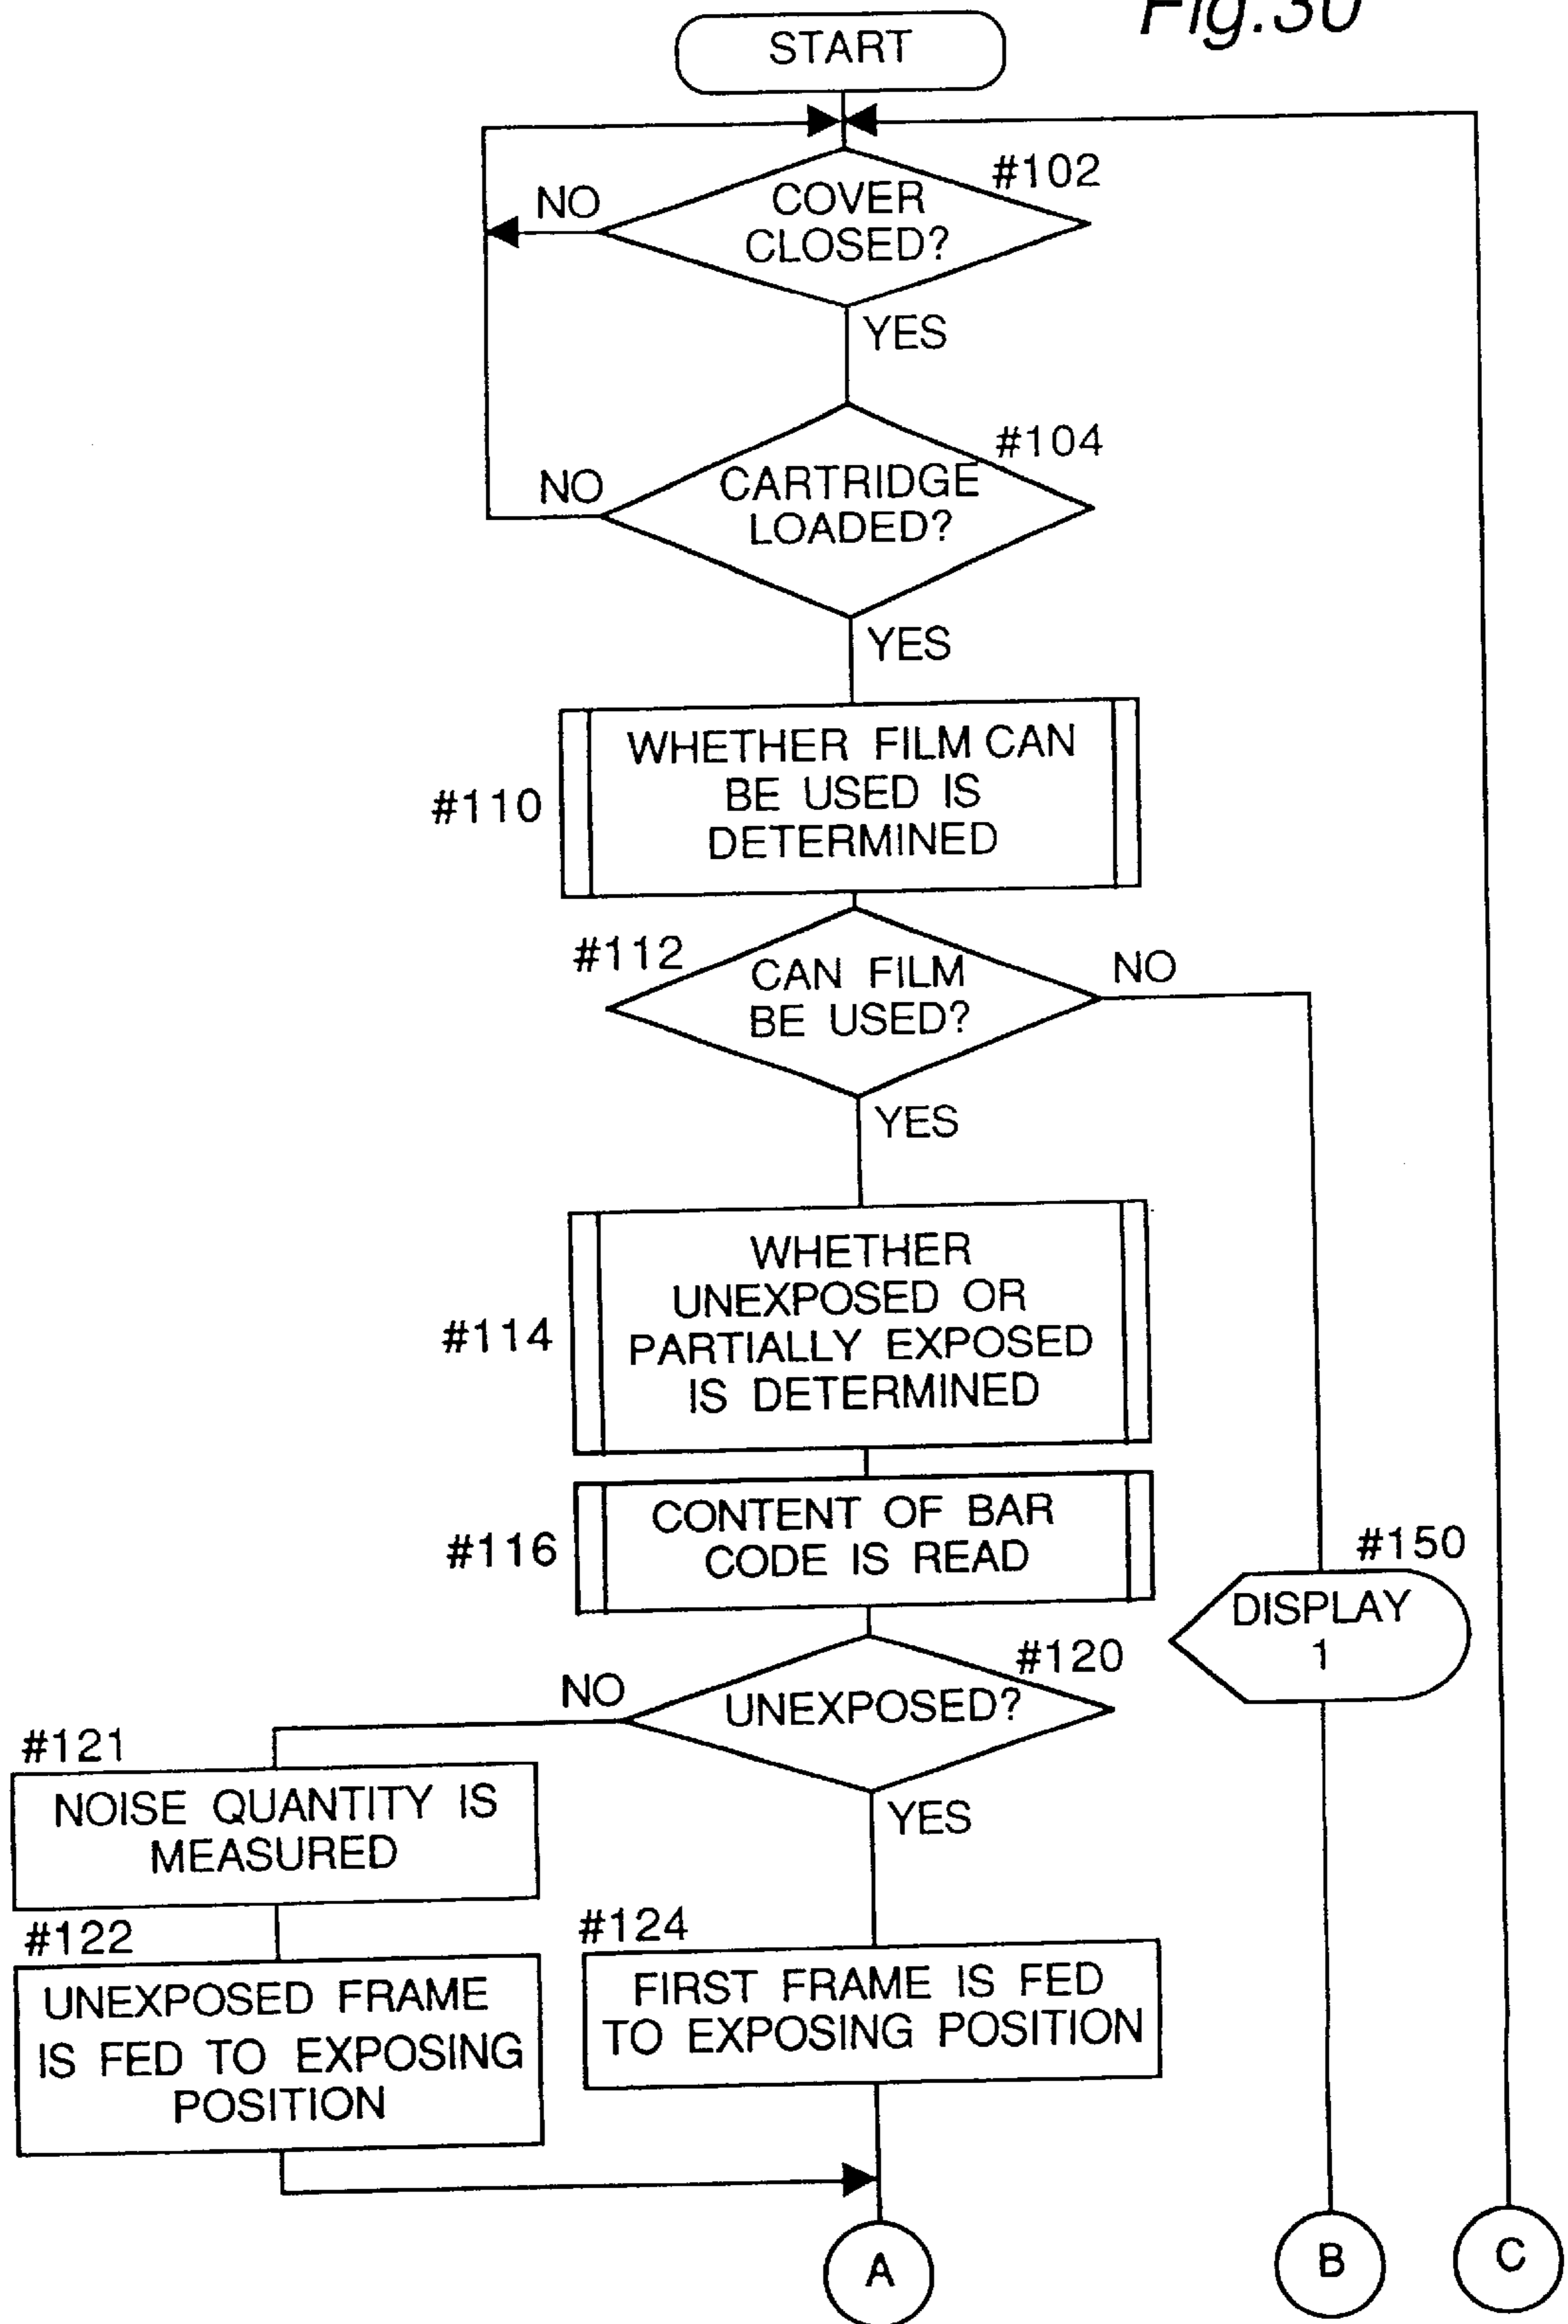 Fig.30
START
#102
COVER
CLOSED?
NO
YES
#104
CARTRIDGE
LOADED?
NO
YES
#110
WHETHER FILM CAN
BE USED IS
DETERMINED
#112
CAN FILM
BE USED?
NO
YES
#114
WHETHER
UNEXPOSED OR
PARTIALLY EXPOSED
IS DETERMINED
#116
CONTENT OF BAR
CODE IS READ
#150
DISPLAY
1
#120
UNEXPOSED?
NO
YES
#121
NOISE QUANTITY IS
MEASURED
#122
UNEXPOSED FRAME
IS FED TO EXPOSING
POSITION
#124
FIRST FRAME IS FED
TO EXPOSING POSITION
A
B
C